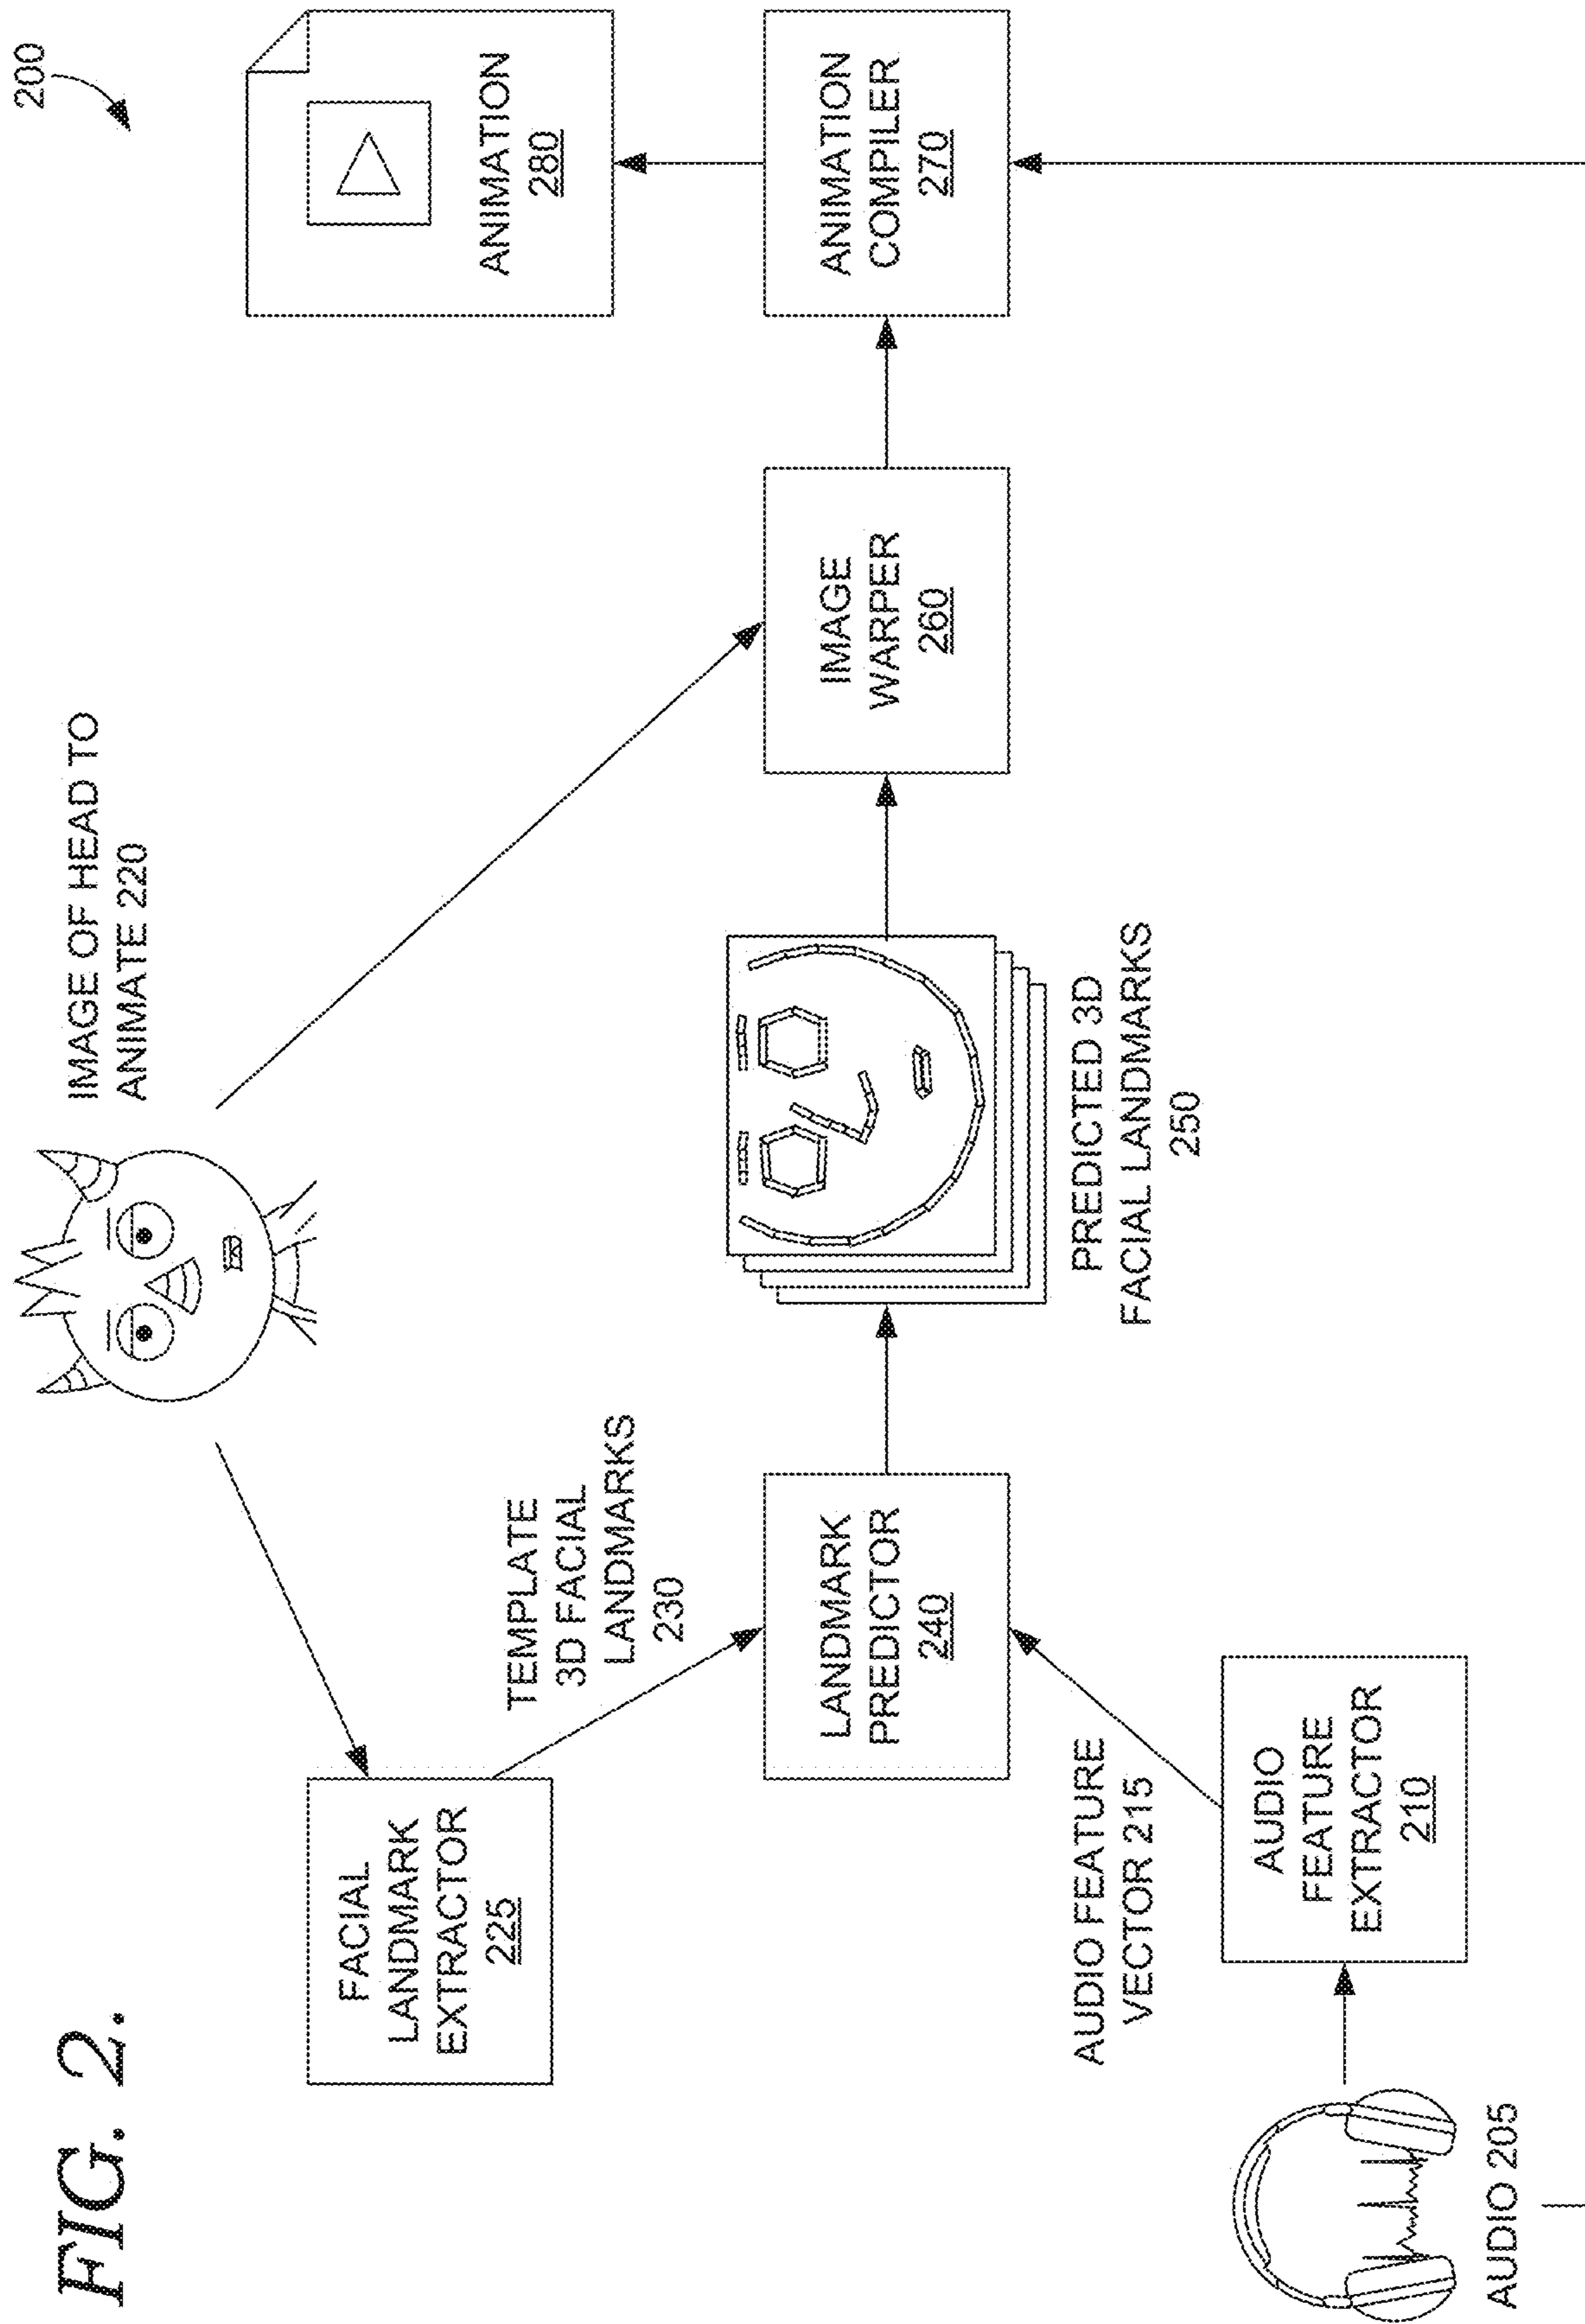 FIG. 2.
200
IMAGE OF HEAD TO
ANIMATE 220
FACIAL
LANDMARK
EXTRACTOR
225
TEMPLATE
3D FACIAL
LANDMARKS
230
ANIMATION
280
LANDMARK
PREDICTOR
240
IMAGE
WARPER
260
ANIMATION
COMPILER
270
PREDICTED 3D
FACIAL LANDMARKS
250
AUDIO FEATURE
VECTOR 215
AUDIO
FEATURE
EXTRACTOR
210
AUDIO 205